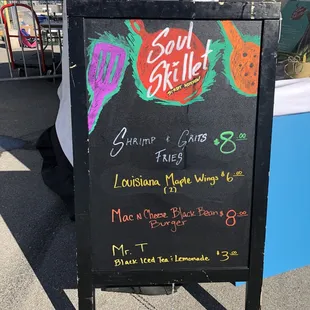 Soul
Skillet
Shrimp & Grits $8.00
Fries
Louisiana Maple Wings $6.00
(2)
Mac N Cheese Black Bean $8.00
Burger
Mr. T
Black Iced Tea & Lemonade $3.00